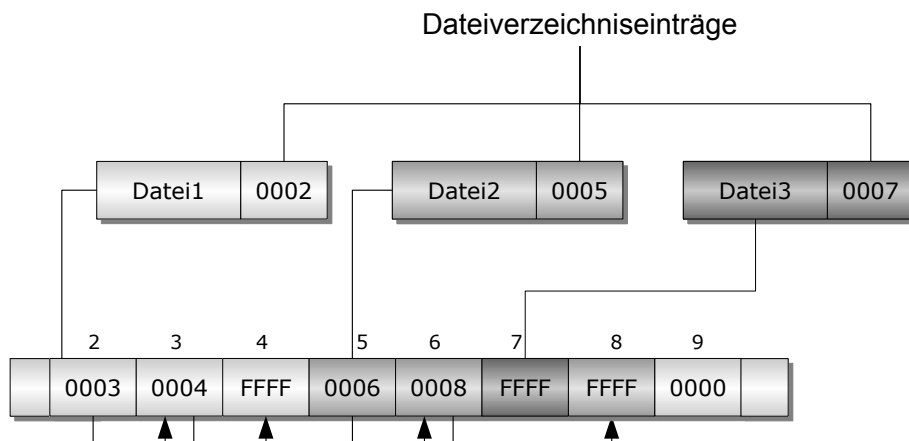 Dateiverzeichniseinträge
Datei1 0002 Datei2 0005 Datei3 0007
2 3 4 5 6 7 8 9
0003 0004 FFFF 0006 0008 FFFF FFFF 0000